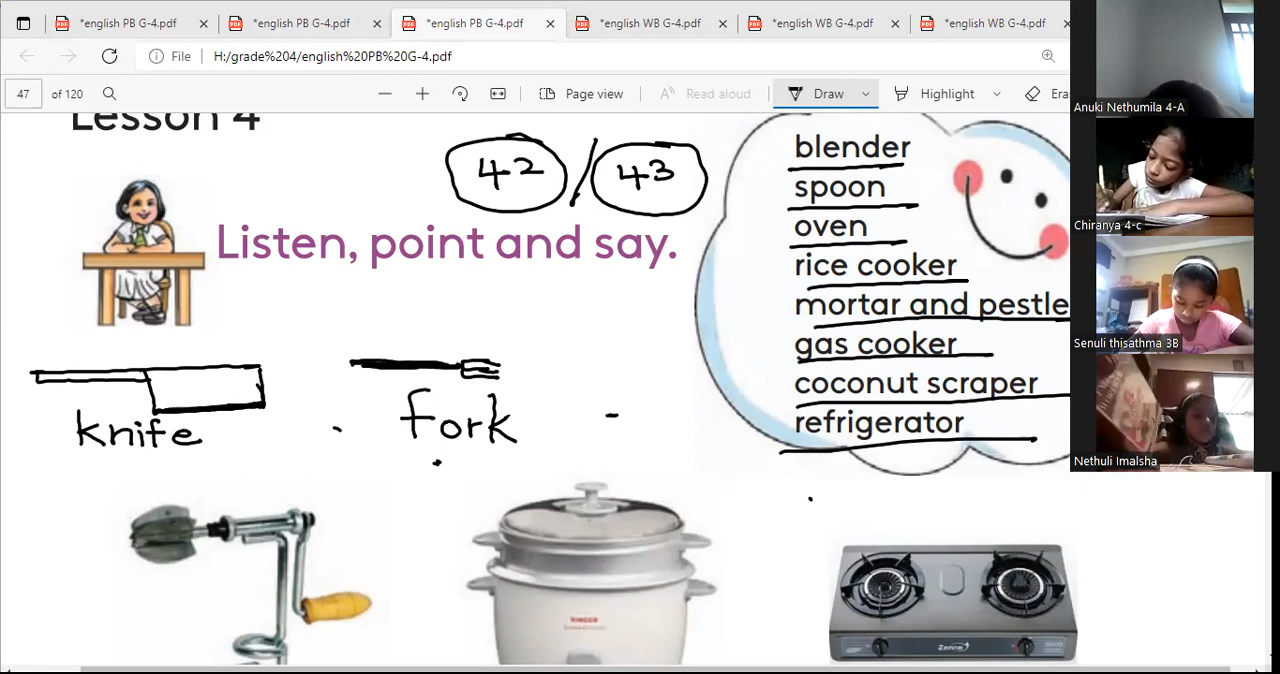 *english PB G-4.pdf
*english PB G-4.pdf
*english PB G-4.pdf
*english WB G-4.pdf
*english WB G-4.pdf
*english WB G-4.pdf
File
H:/grade%204/english%20PB%20G-4.pdf
47 of 120
Page view
Read aloud
Draw
Highlight
Era
Lesson 4
42 / 43
Listen, point and say.
knife
fork
blender
spoon
oven
rice cooker
mortar and pestle
gas cooker
coconut scraper
refrigerator
SINGER
Zenne
Anuki Nethumila 4-A
Chiranya 4-c
Senuli thisathma 3B
Nethuli Imalsha